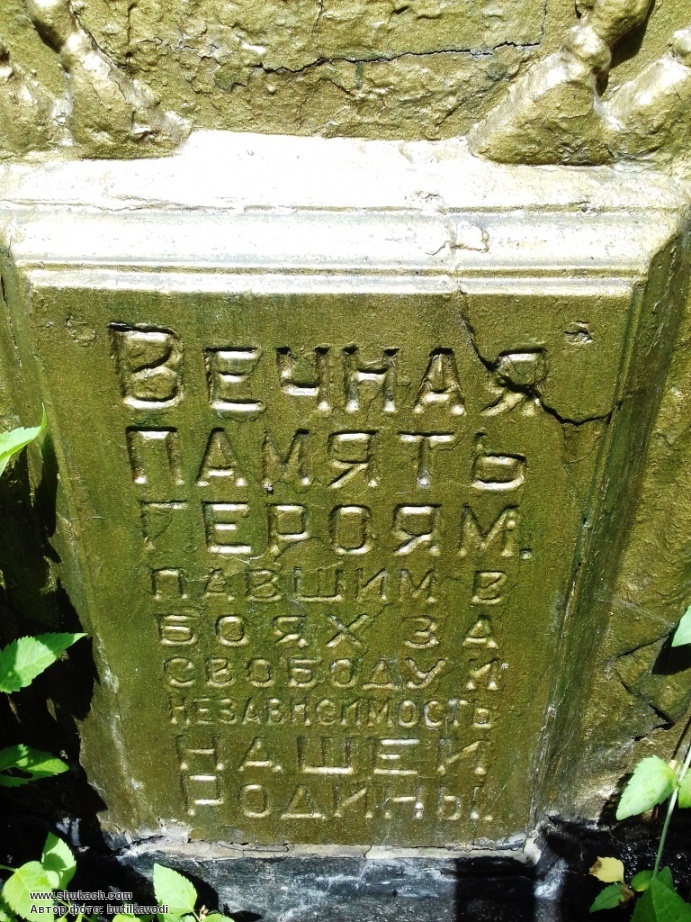 Вечная
память
героям.
павшим в
боях за
свободу и
независимость
нашей
Родины.
www.shukach.com
Автор фото: butilkavodi